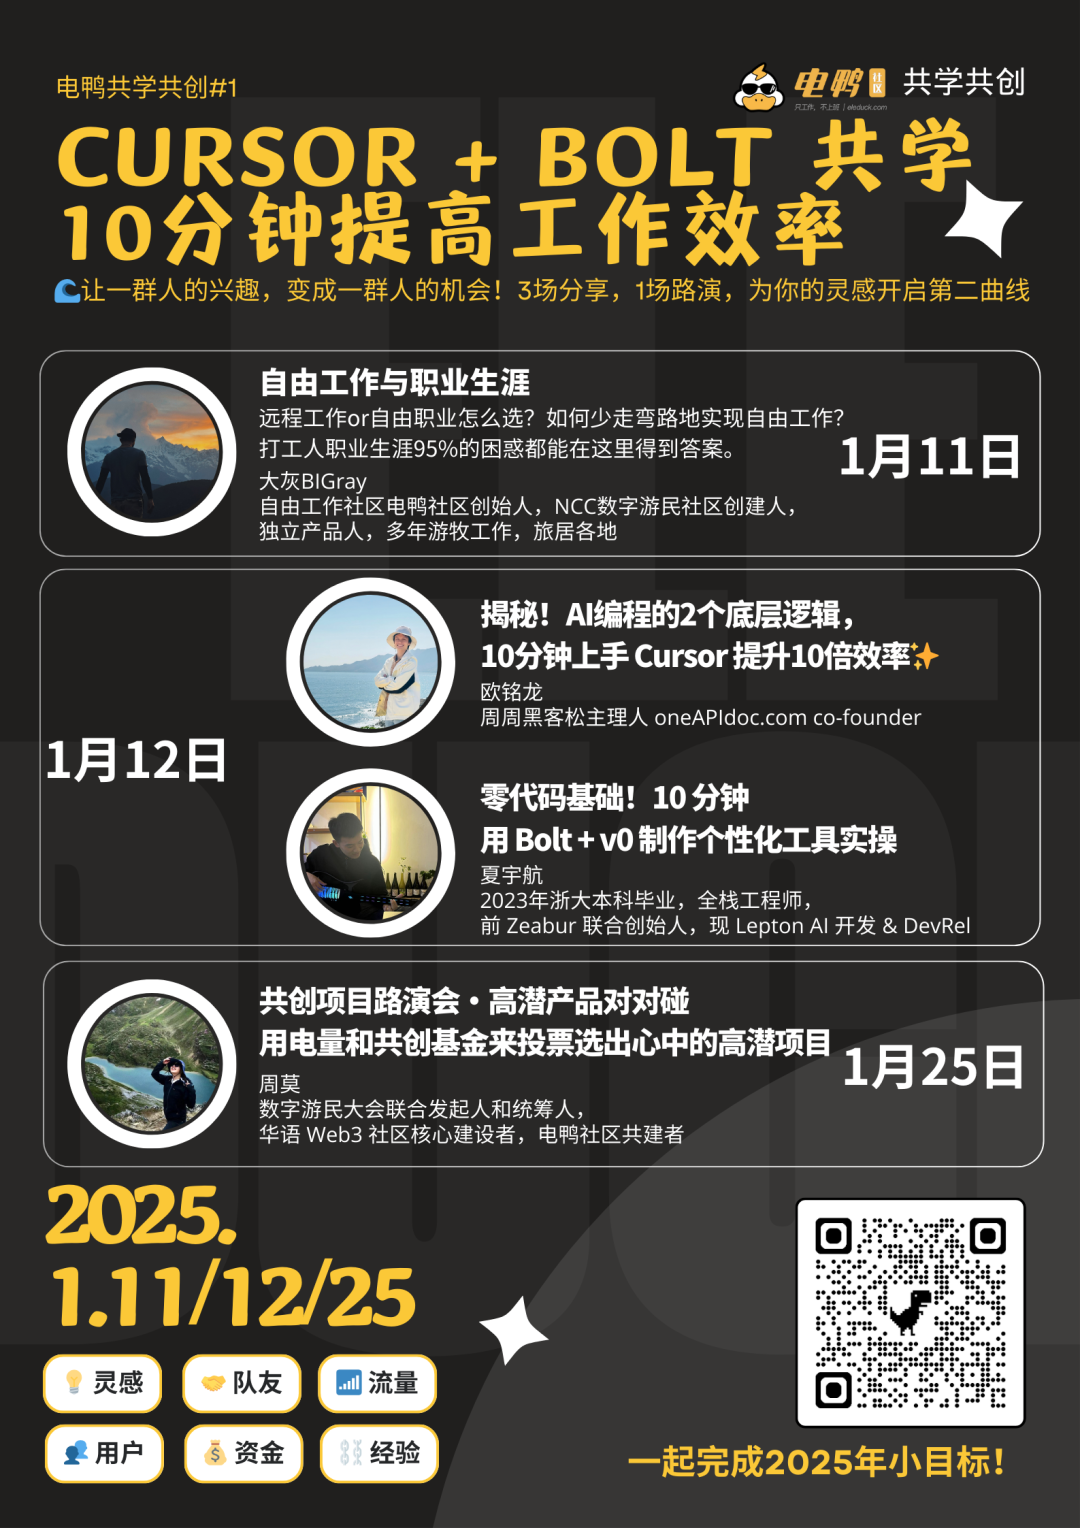 电鸭共学共创#1
电鸭 社区 共学共创
只工作，不上班 | eleduck.com
CURSOR + BOLT 共学
10分钟提高工作效率
🌊让一群人的兴趣，变成一群人的机会！3场分享，1场路演，为你的灵感开启第二曲线
自由工作与职业生涯
远程工作or自由职业怎么选？如何少走弯路地实现自由工作？
打工人职业生涯95%的困惑都能在这里得到答案。
1月11日
大灰BIGray
自由工作社区电鸭社区创始人，NCC数字游民社区创建人，
独立产品人，多年游牧工作，旅居各地
1月12日
揭秘！AI编程的2个底层逻辑，
10分钟上手 Cursor 提升10倍效率✨
欧铭龙
周周黑客松主理人 oneAPIdoc.com co-founder
零代码基础！10 分钟
用 Bolt + v0 制作个性化工具实操
夏宇航
2023年浙大本科毕业，全栈工程师，
前 Zeabur 联合创始人，现 Lepton AI 开发 & DevRel
共创项目路演会·高潜产品对对碰
用电量和共创基金来投票选出心中的高潜项目
1月25日
周莫
数字游民大会联合发起人和统筹人，
华语 Web3 社区核心建设者，电鸭社区共建者
2025.
1.11/12/25
💡灵感 🤝队友 📶流量
👥用户 💰资金 ⛓️经验
一起完成2025年小目标！